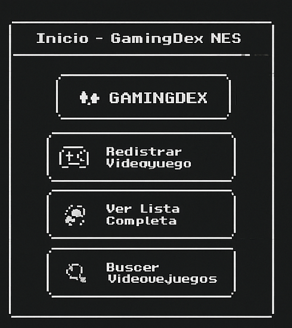 Inicio - GamingDex NES
GAMINGDEX
Redistrar
Videoyuego
Ver Lista
Completa
Buscer
Videovejuegos